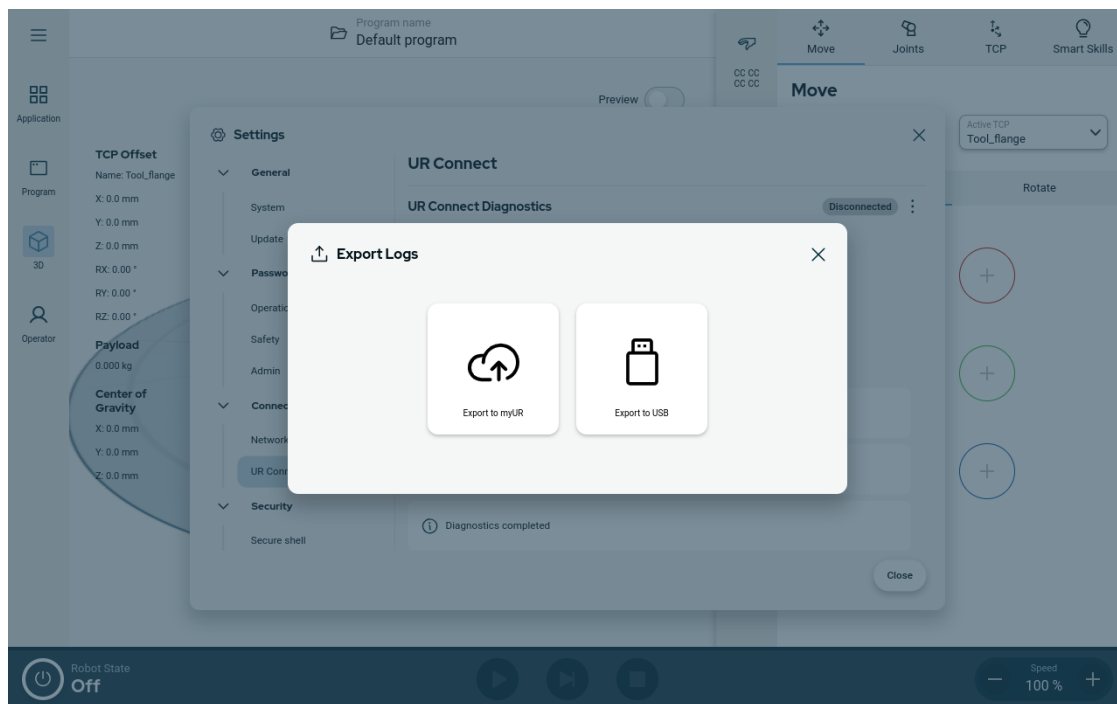 Program name
Default program
Application
Program
3D
Operator
Preview
TCP Offset
Name: Tool_flange
X: 0.0 mm
Y: 0.0 mm
Z: 0.0 mm
RX: 0.00 °
RY: 0.00 °
RZ: 0.00 °
Payload
0.000 kg
Center of
Gravity
X: 0.0 mm
Y: 0.0 mm
Z: 0.0 mm
Settings
General
System
Update
Passwo
Operatic
Safety
Admin
Connec
Network
UR Conr
Security
Secure shell
UR Connect
UR Connect Diagnostics
Disconnected
Export Logs
Export to myUR
Export to USB
Diagnostics completed
Close
CC CC
CC CC
Move
Joints
TCP
Smart Skills
Move
Active TCP
Tool_flange
Rotate
Robot State
Off
Speed
100 %